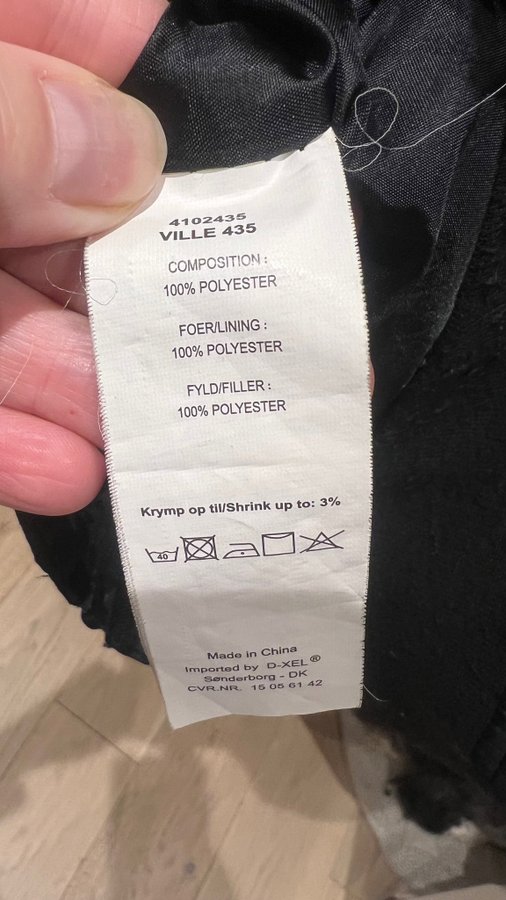 4102435
VILLE 435
COMPOSITION :
100% POLYESTER
FOER/LINING :
100% POLYESTER
FYLD/FILLER :
100% POLYESTER
Krymp op til/Shrink up to: 3%
40
Made in China
Imported by D-XEL®
Sønderborg - DK
CVR.NR. 15 05 61 42